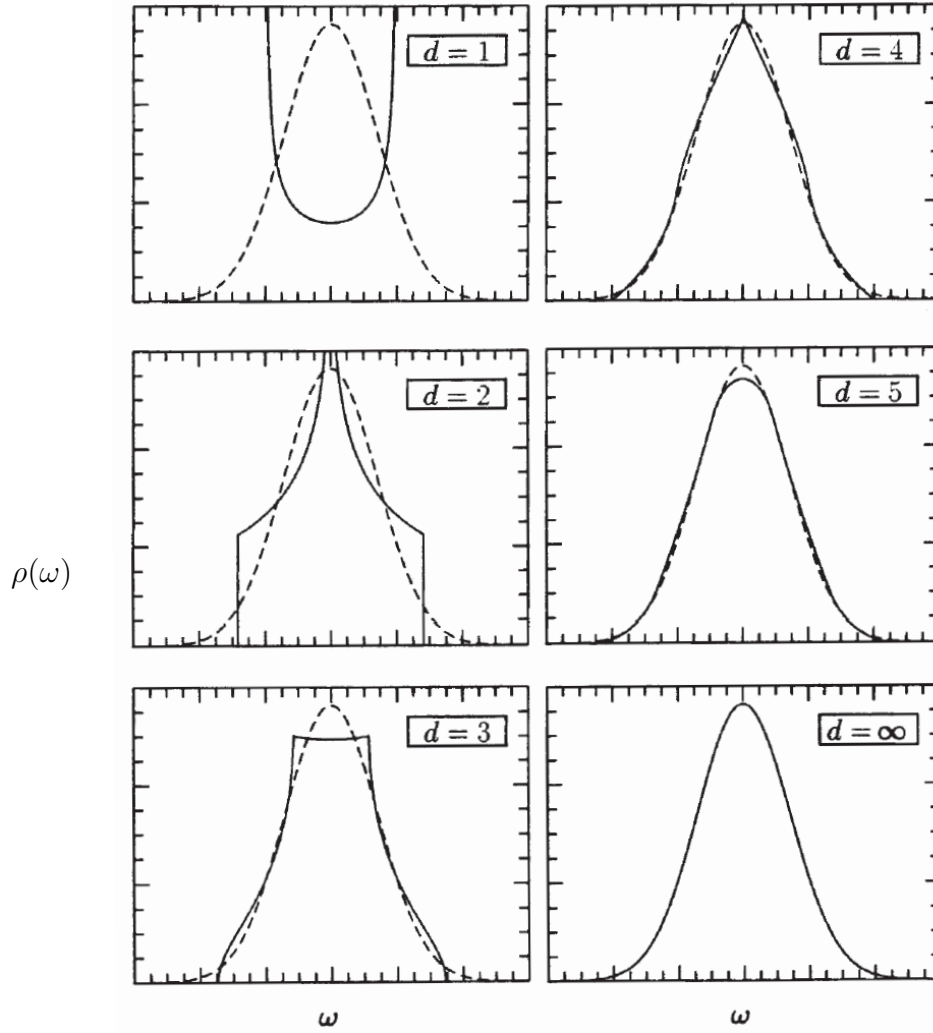 d = 1
d = 4
d = 2
d = 5
ρ(ω)
d = 3
d = ∞
ω
ω